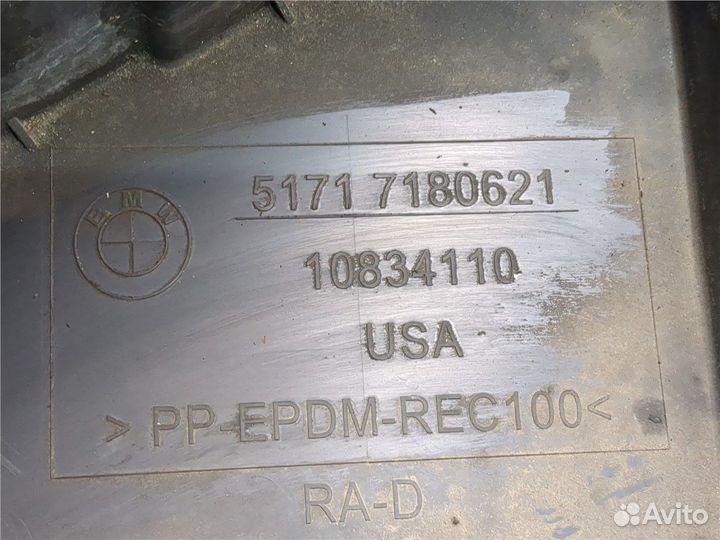 BMW
5171 7180621
10834110
USA
> PP-EPDM-REC100<
RA-D
Avito